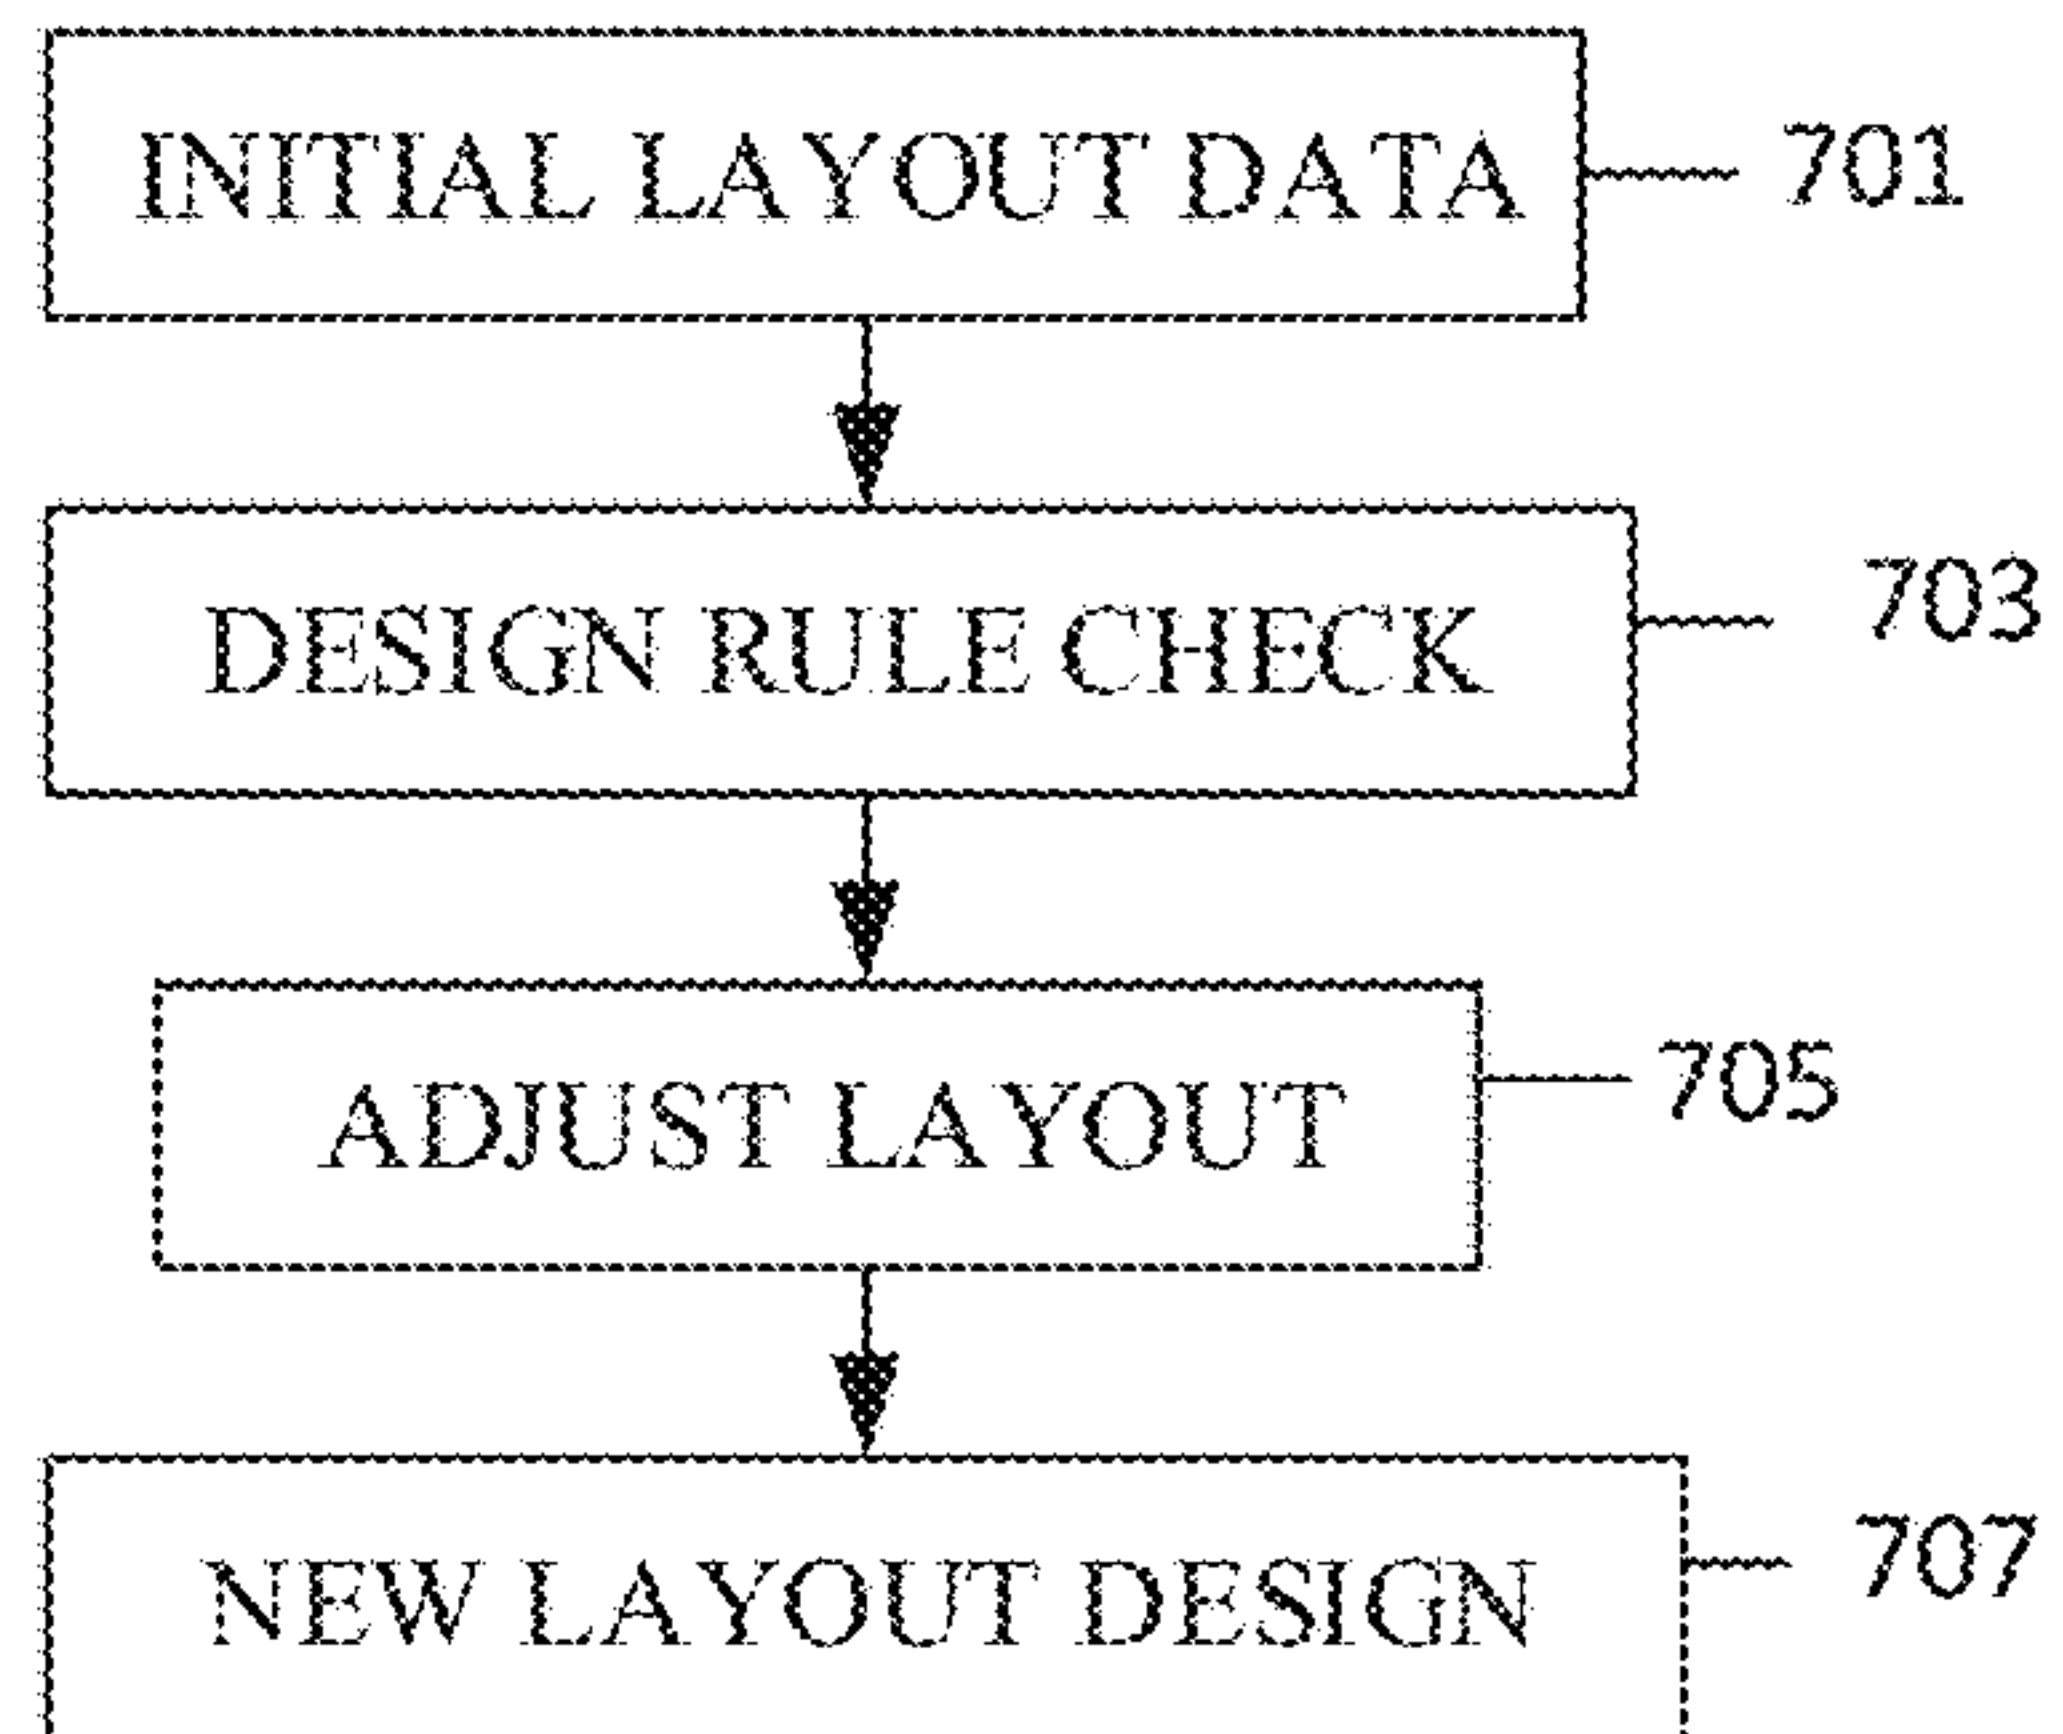 INITIAL LAYOUT DATA
701
DESIGN RULE CHECK
703
ADJUST LAYOUT
705
NEW LAYOUT DESIGN
707